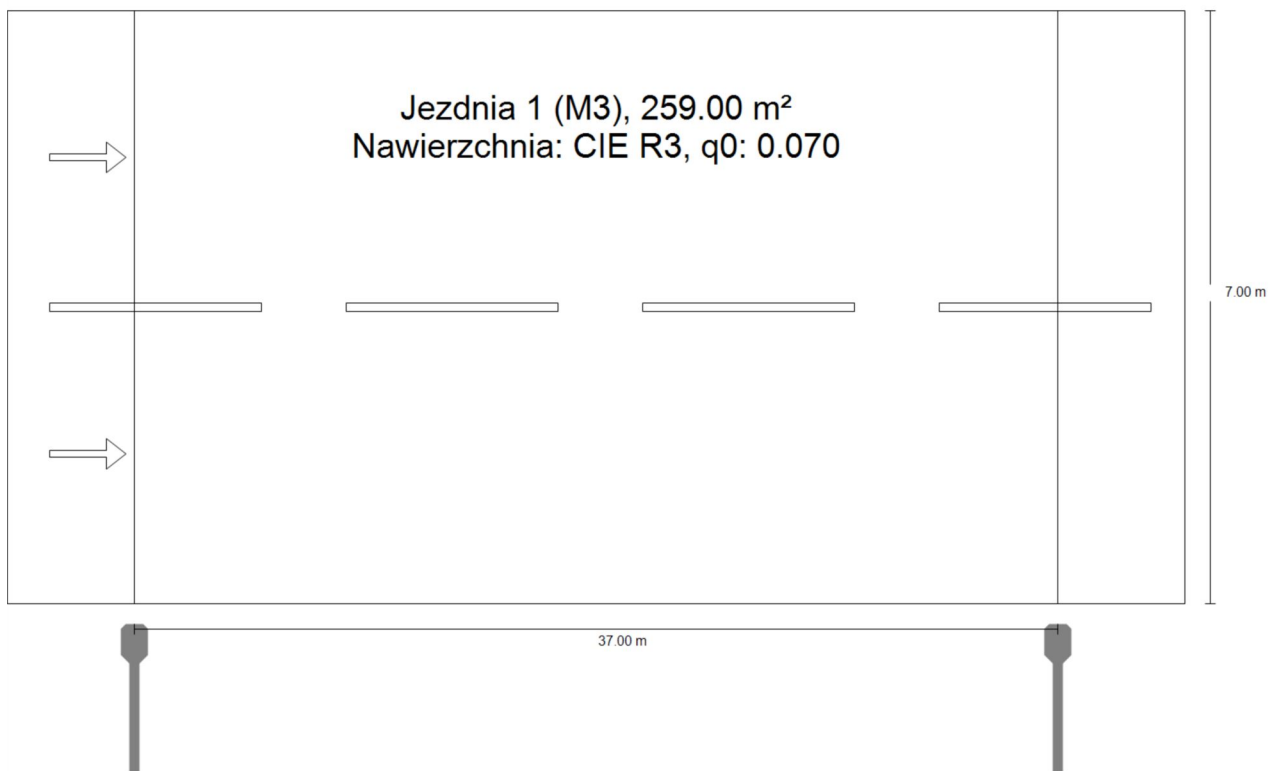 Jezdnia 1 (M3), 259.00 m²
Nawierzchnia: CIE R3, q0: 0.070
7.00 m
37.00 m